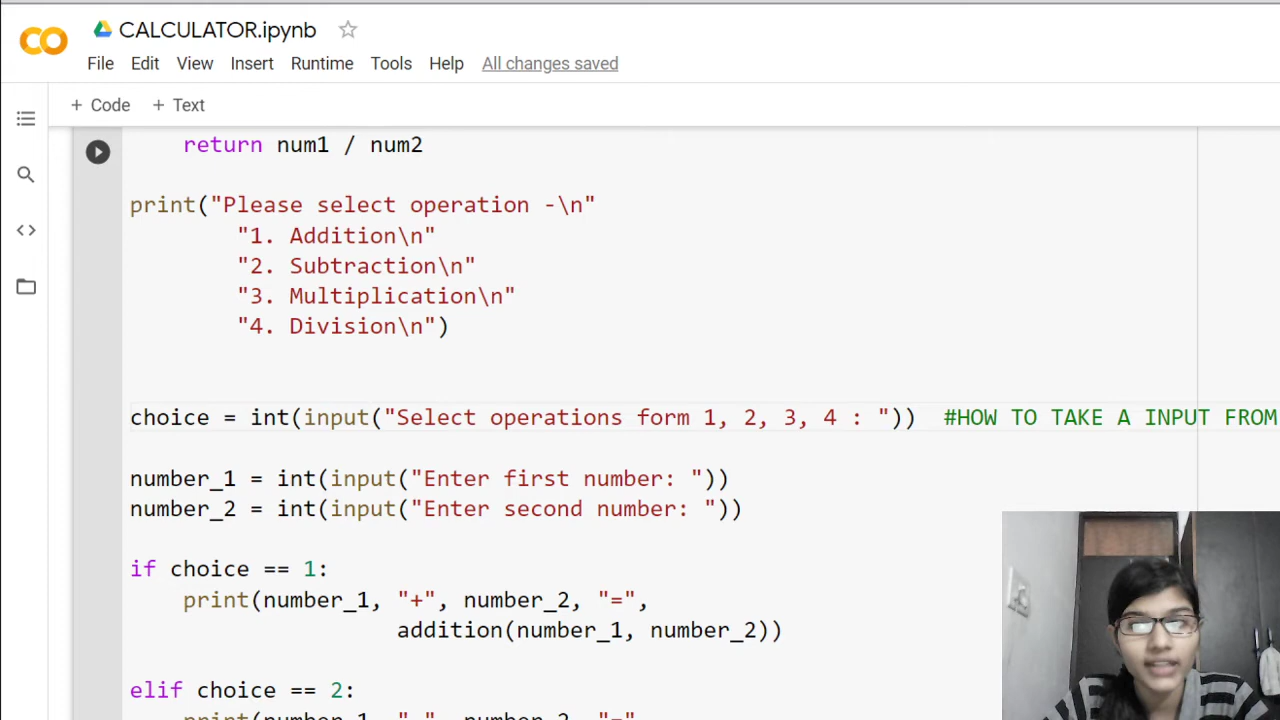 CALCULATOR.ipynb
File Edit View Insert Runtime Tools Help All changes saved
+ Code + Text
return num1 / num2
print("Please select operation -\n"
"1. Addition\n"
"2. Subtraction\n"
"3. Multiplication\n"
"4. Division\n")
choice = int(input("Select operations form 1, 2, 3, 4 : ")) #HOW TO TAKE A INPUT FROM
number_1 = int(input("Enter first number: "))
number_2 = int(input("Enter second number: "))
if choice == 1:
print(number_1, "+", number_2, "=",
addition(number_1, number_2))
elif choice == 2:
print(number_1, "-", number_2, "="